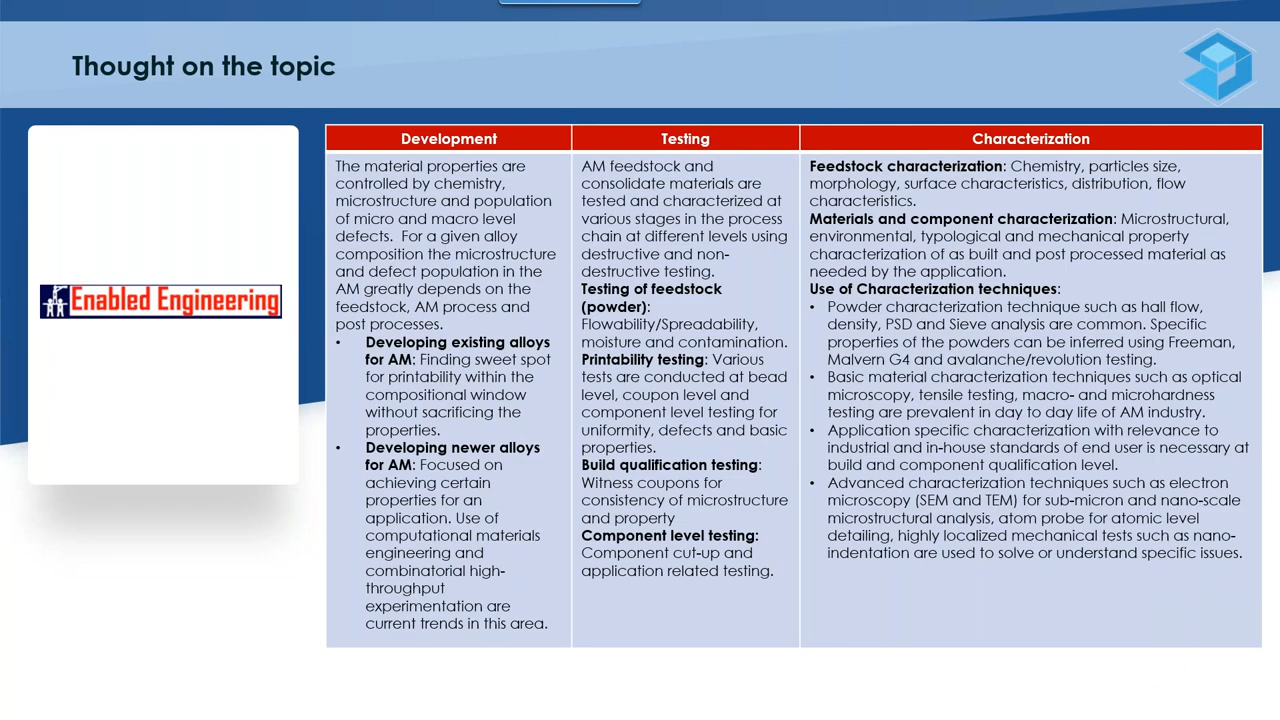 Thought on the topic
Enabled Engineering
Development
The material properties are
controlled by chemistry,
microstructure and population
of micro and macro level
defects. For a given alloy
composition the microstructure
and defect population in the
AM greatly depends on the
feedstock, AM process and
post processes.
• Developing existing alloys
for AM: Finding sweet spot
for printability within the
compositional window
without sacrificing the
properties.
• Developing newer alloys
for AM: Focused on
achieving certain
properties for an
application. Use of
computational materials
engineering and
combinatorial high-
throughput
experimentation are
current trends in this area.
Testing
AM feedstock and
consolidate materials are
tested and characterized at
various stages in the process
chain at different levels using
destructive and non-
destructive testing.
Testing of feedstock
(powder):
Flowability/Spreadability,
moisture and contamination.
Printability testing: Various
tests are conducted at bead
level, coupon level and
component level testing for
uniformity, defects and basic
properties.
Build qualification testing:
Witness coupons for
consistency of microstructure
and property
Component level testing:
Component cut-up and
application related testing.
Characterization
Feedstock characterization: Chemistry, particles size,
morphology, surface characteristics, distribution, flow
characteristics.
Materials and component characterization: Microstructural,
environmental, typological and mechanical property
characterization of as built and post processed material as
needed by the application.
Use of Characterization techniques:
• Powder characterization technique such as hall flow,
density, PSD and Sieve analysis are common. Specific
properties of the powders can be inferred using Freeman,
Malvern G4 and avalanche/revolution testing.
• Basic material characterization techniques such as optical
microscopy, tensile testing, macro- and microhardness
testing are prevalent in day to day life of AM industry.
• Application specific characterization with relevance to
industrial and in-house standards of end user is necessary at
build and component qualification level.
• Advanced characterization techniques such as electron
microscopy (SEM and TEM) for sub-micron and nano-scale
microstructural analysis, atom probe for atomic level
detailing, highly localized mechanical tests such as nano-
indentation are used to solve or understand specific issues.